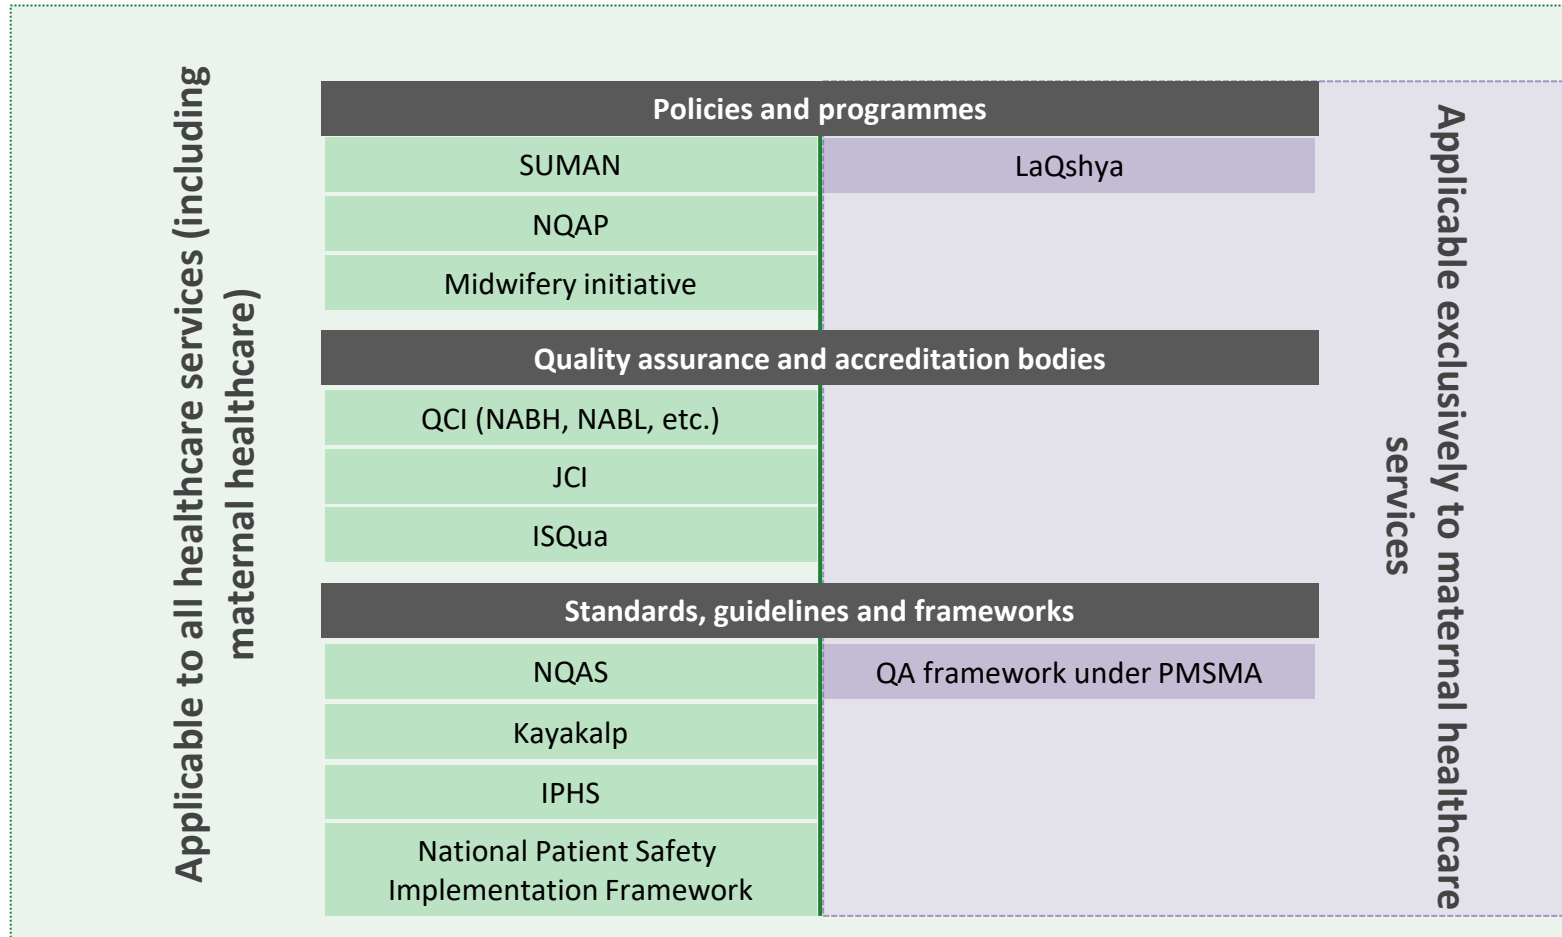 Applicable to all healthcare services (including
maternal healthcare)
Policies and programmes
SUMAN
LaQshya
NQAP
Midwifery initiative
Quality assurance and accreditation bodies
QCI (NABH, NABL, etc.)
JCI
ISQua
Standards, guidelines and frameworks
NQAS
QA framework under PMSMA
Kayakalp
IPHS
National Patient Safety
Implementation Framework
Applicable exclusively to maternal healthcare
services